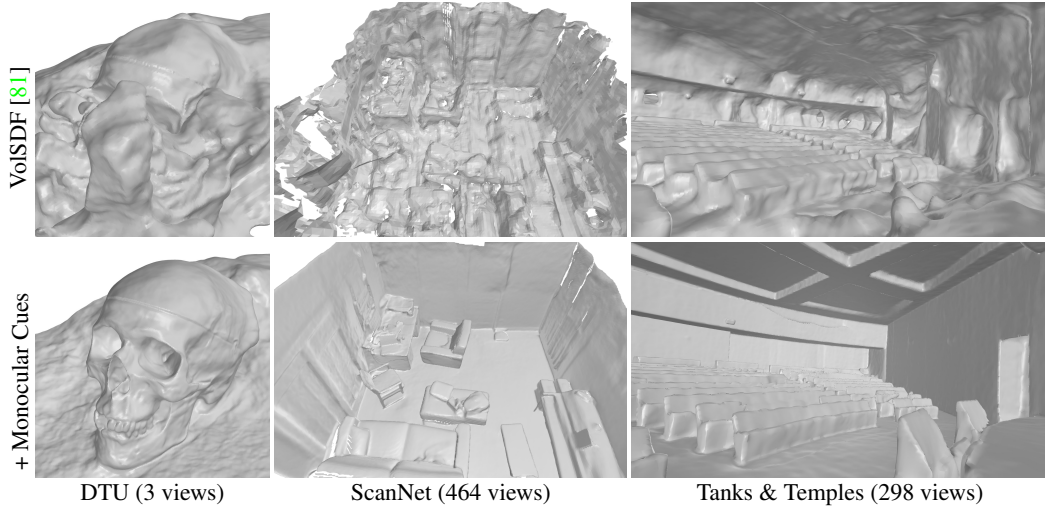 VolSDF [81]
+ Monocular Cues
DTU (3 views)
ScanNet (464 views)
Tanks & Temples (298 views)